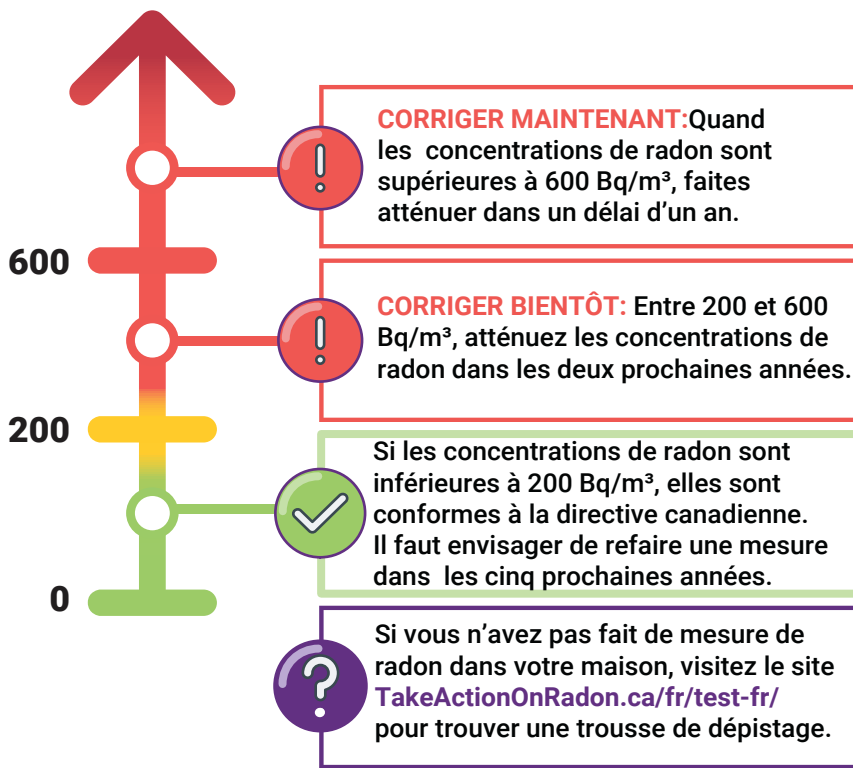 CORRIGER MAINTENANT:Quand
les concentrations de radon sont
supérieures à 600 Bq/m³, faites
atténuer dans un délai d'un an.
600
CORRIGER BIENTÔT: Entre 200 et 600
Bq/m³, atténuez les concentrations de
radon dans les deux prochaines années.
200
Si les concentrations de radon sont
inférieures à 200 Bq/m³, elles sont
conformes à la directive canadienne.
Il faut envisager de refaire une mesure
dans les cinq prochaines années.
0
Si vous n'avez pas fait de mesure de
radon dans votre maison, visitez le site
TakeActionOnRadon.ca/fr/test-fr/
pour trouver une trousse de dépistage.